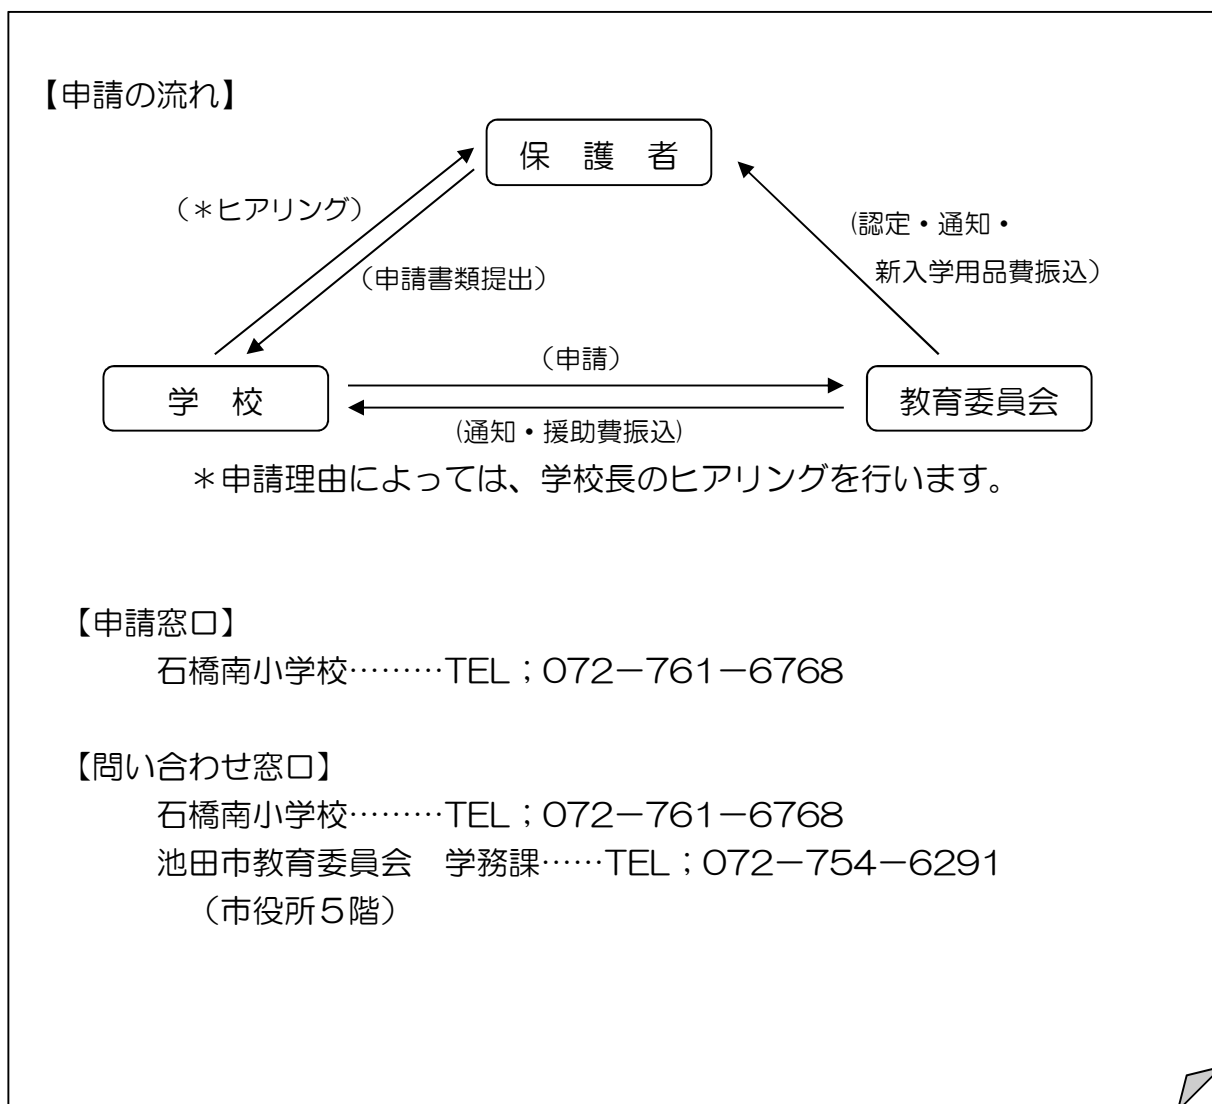 【申請の流れ】
保　護　者
（＊ヒアリング）
(認定・通知・
新入学用品費振込）
（申請書類提出）
（申請）
学　校
教育委員会
(通知・援助費振込)
＊申請理由によっては、学校長のヒアリングを行います。
【申請窓口】
石橋南小学校………TEL；０７２－７６１－６７６８
【問い合わせ窓口】
石橋南小学校………TEL；０７２－７６１－６７６８
池田市教育委員会　学務課……TEL；０７２－７５４－６２９１
（市役所５階）